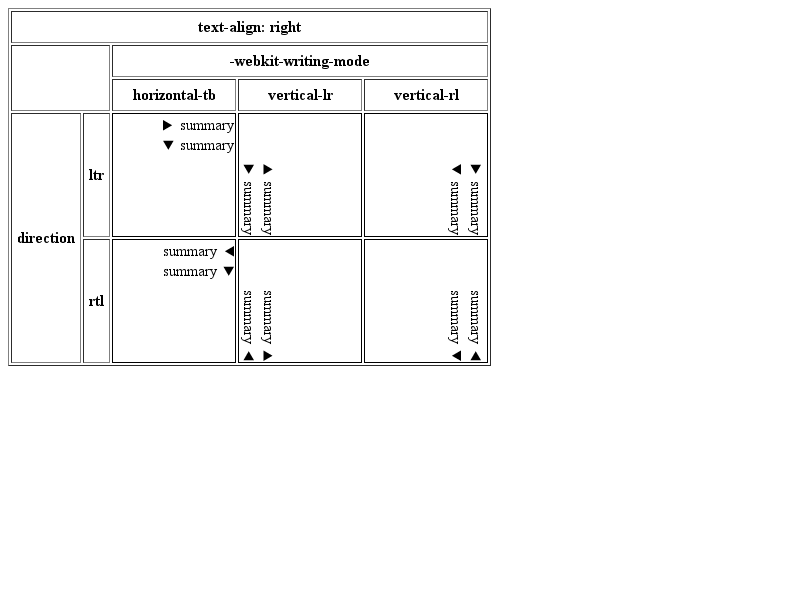 text-align: right
-webkit-writing-mode
horizontal-tb vertical-lr vertical-rl
direction
ltr
▶ summary
▼ summary
▼ summary
▶ summary
▼ summary
◀ summary
rtl
summary ◀
summary ▼
summary ▲
summary ▶
summary ▲
summary ◀